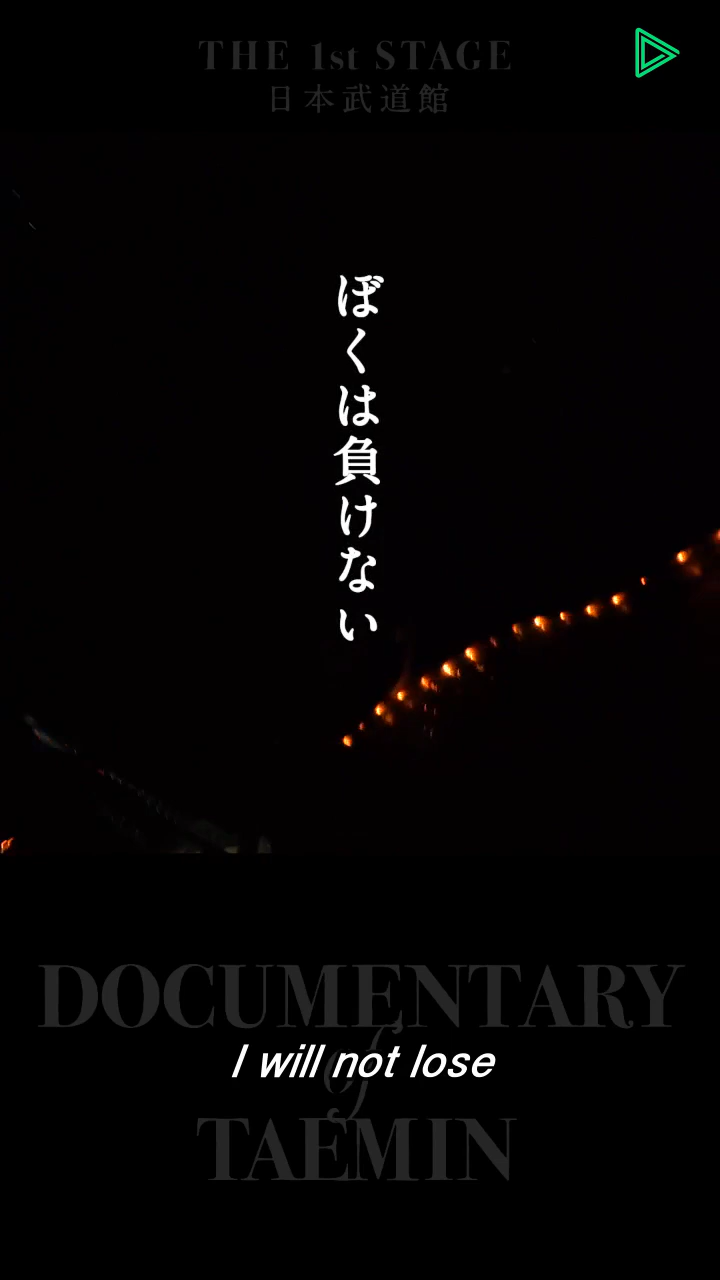 THE 1st STAGE
日本武道館
ぼくは負けない
DOCUMENTARY
of
I will not lose
TAEMIN